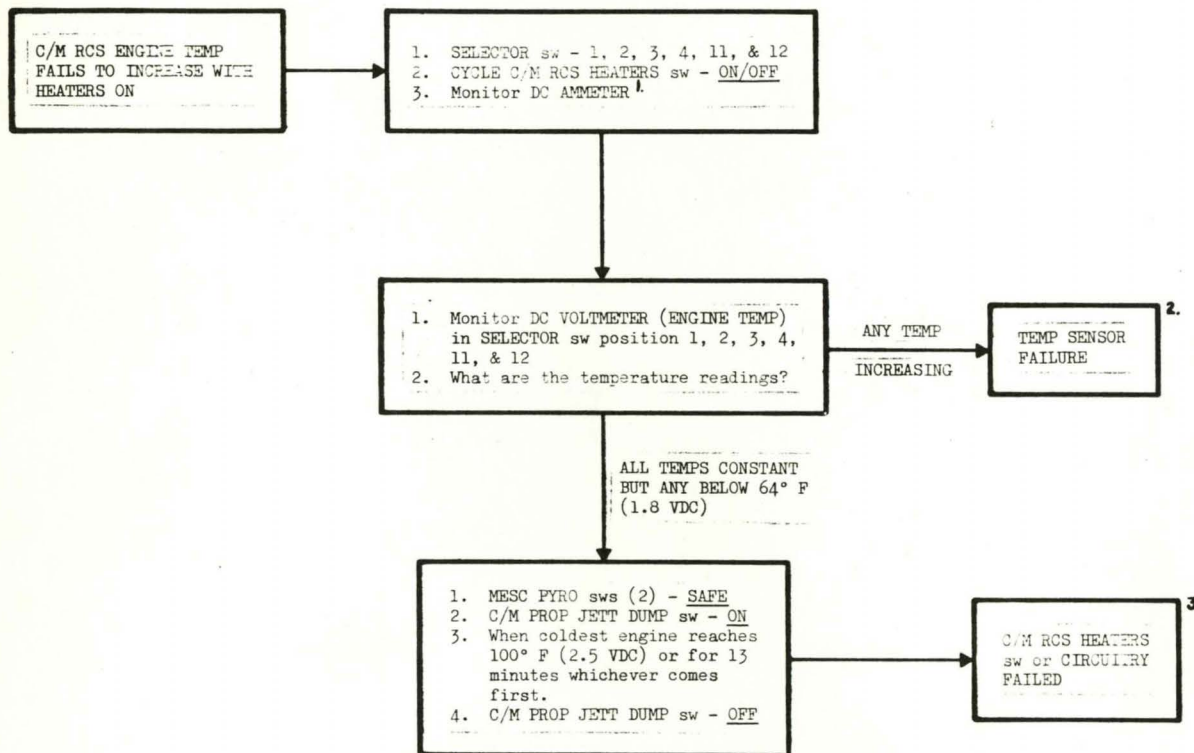 C/M RCS ENGINE TEMP
FAILS TO INCREASE WITH
HEATERS ON
1. SELECTOR sw - 1, 2, 3, 4, 11, & 12
2. CYCLE C/M RCS HEATERS sw - ON/OFF
3. Monitor DC AMMETER 1.
1. Monitor DC VOLTMETER (ENGINE TEMP)
in SELECTOR sw position 1, 2, 3, 4,
11, & 12
2. What are the temperature readings?
ANY TEMP
INCREASING
2.
TEMP SENSOR
FAILURE
ALL TEMPS CONSTANT
BUT ANY BELOW 64° F
(1.8 VDC)
1. MESC PYRO sws (2) - SAFE
2. C/M PROP JETT DUMP sw - ON
3. When coldest engine reaches
100° F (2.5 VDC) or for 13
minutes whichever comes
first.
4. C/M PROP JETT DUMP sw - OFF
3
C/M RCS HEATERS
sw or CIRCUITRY
FAILED